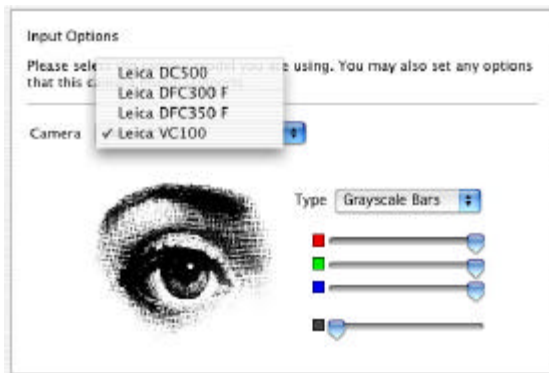 Input Options
Please sele you are using. You may also set any options
that this c
Leica DC500
Leica DFC300 F
Leica DFC350 F
Camera ✓ Leica VC100
Type Grayscale Bars